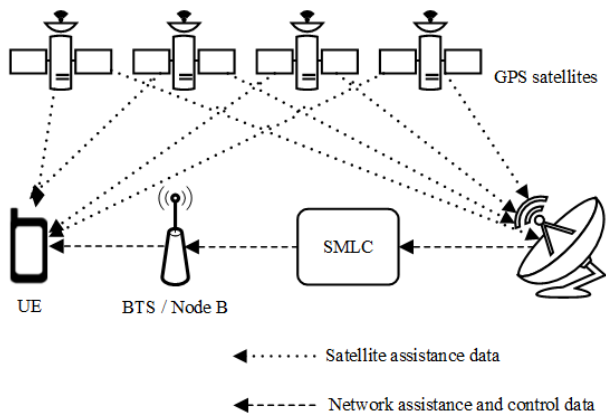 GPS satellites
SMLC
UE
BTS / Node B
Satellite assistance data
Network assistance and control data